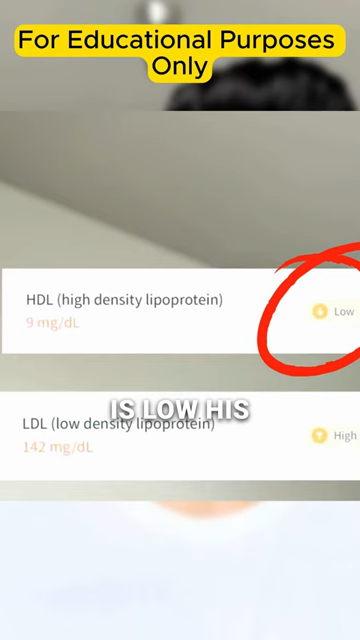 For Educational Purposes
Only
HDL (high density lipoprotein)
9 mg/dL
Low
IS LOW HIS
LDL (low density lipoprotein)
142 mg/dL
High